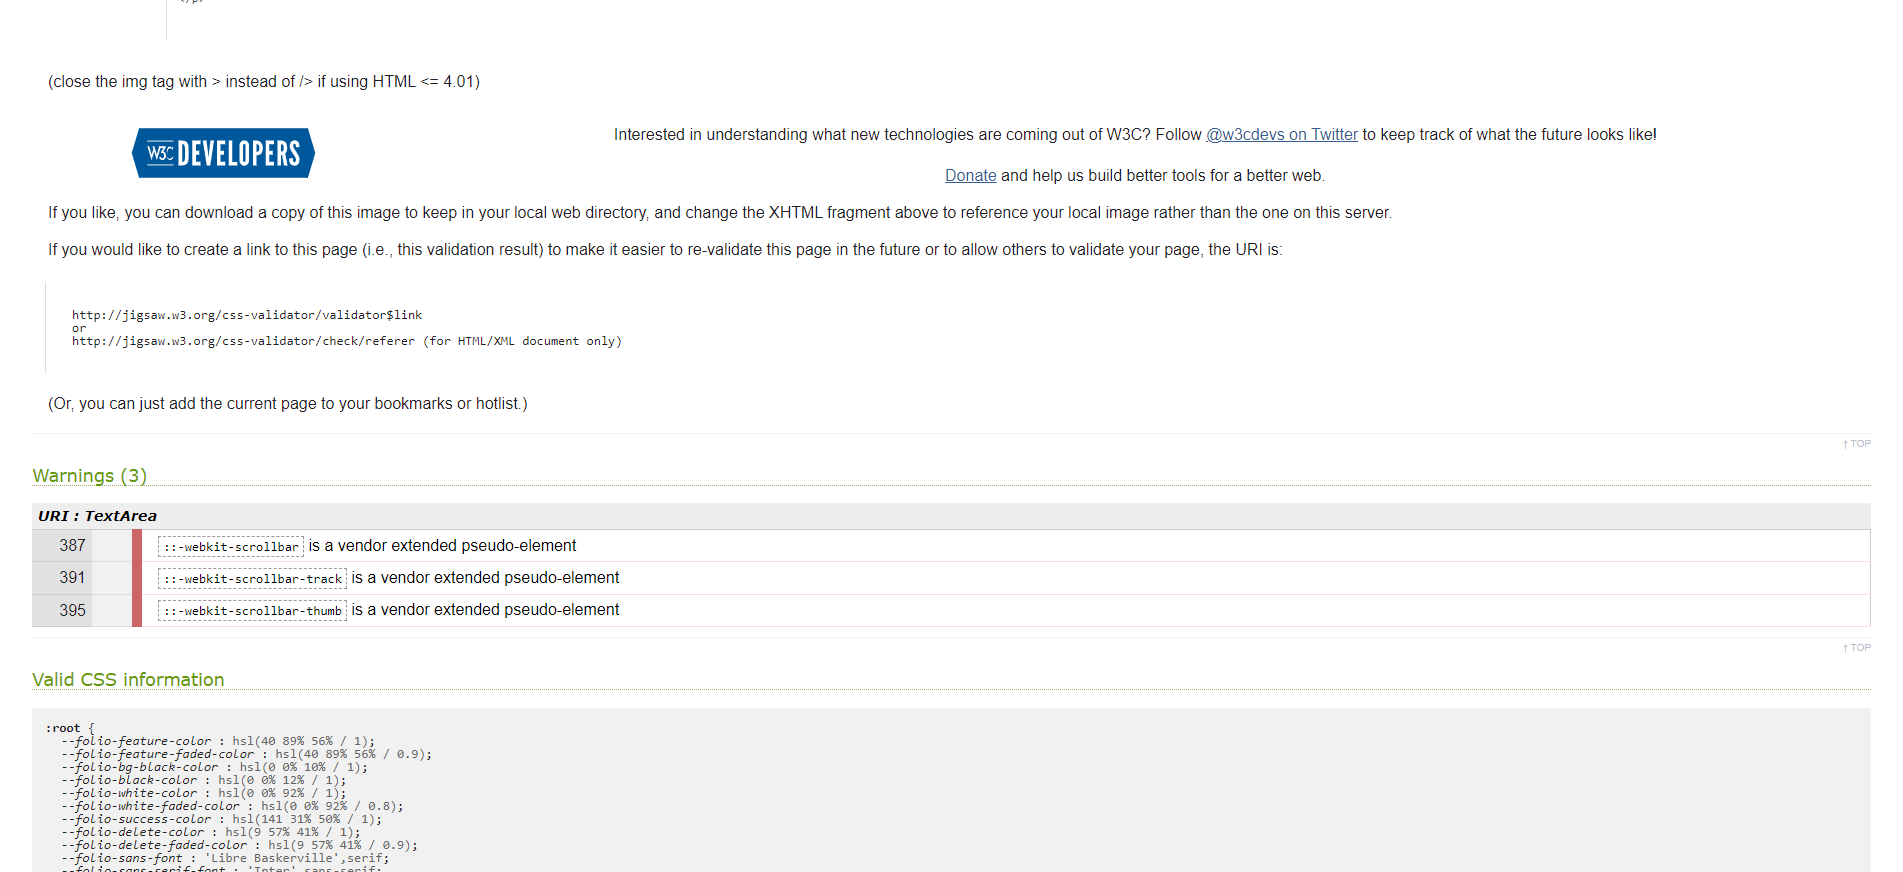 </p>
(close the img tag with > instead of /> if using HTML <= 4.01)
W3C DEVELOPERS
Interested in understanding what new technologies are coming out of W3C? Follow @w3cdevs on Twitter to keep track of what the future looks like!
Donate and help us build better tools for a better web.
If you like, you can download a copy of this image to keep in your local web directory, and change the XHTML fragment above to reference your local image rather than the one on this server.
If you would like to create a link to this page (i.e., this validation result) to make it easier to re-validate this page in the future or to allow others to validate your page, the URI is:
http://jigsaw.w3.org/css-validator/validator$link
or
http://jigsaw.w3.org/css-validator/check/referer (for HTML/XML document only)
(Or, you can just add the current page to your bookmarks or hotlist.)
↑ TOP
Warnings (3)
URI : TextArea
387 ::-webkit-scrollbar is a vendor extended pseudo-element
391 ::-webkit-scrollbar-track is a vendor extended pseudo-element
395 ::-webkit-scrollbar-thumb is a vendor extended pseudo-element
↑ TOP
Valid CSS information
:root {
--folio-feature-color : hsl(40 89% 56% / 1);
--folio-feature-faded-color : hsl(40 89% 56% / 0.9);
--folio-bg-black-color : hsl(0 0% 10% / 1);
--folio-black-color : hsl(0 0% 12% / 1);
--folio-white-color : hsl(0 0% 92% / 1);
--folio-white-faded-color : hsl(0 0% 92% / 0.8);
--folio-success-color : hsl(141 31% 50% / 1);
--folio-delete-color : hsl(9 57% 41% / 1);
--folio-delete-faded-color : hsl(9 57% 41% / 0.9);
--folio-sans-font : 'Libre Baskerville',serif;
--folio-sans-serif-font : 'Inter',sans-serif;